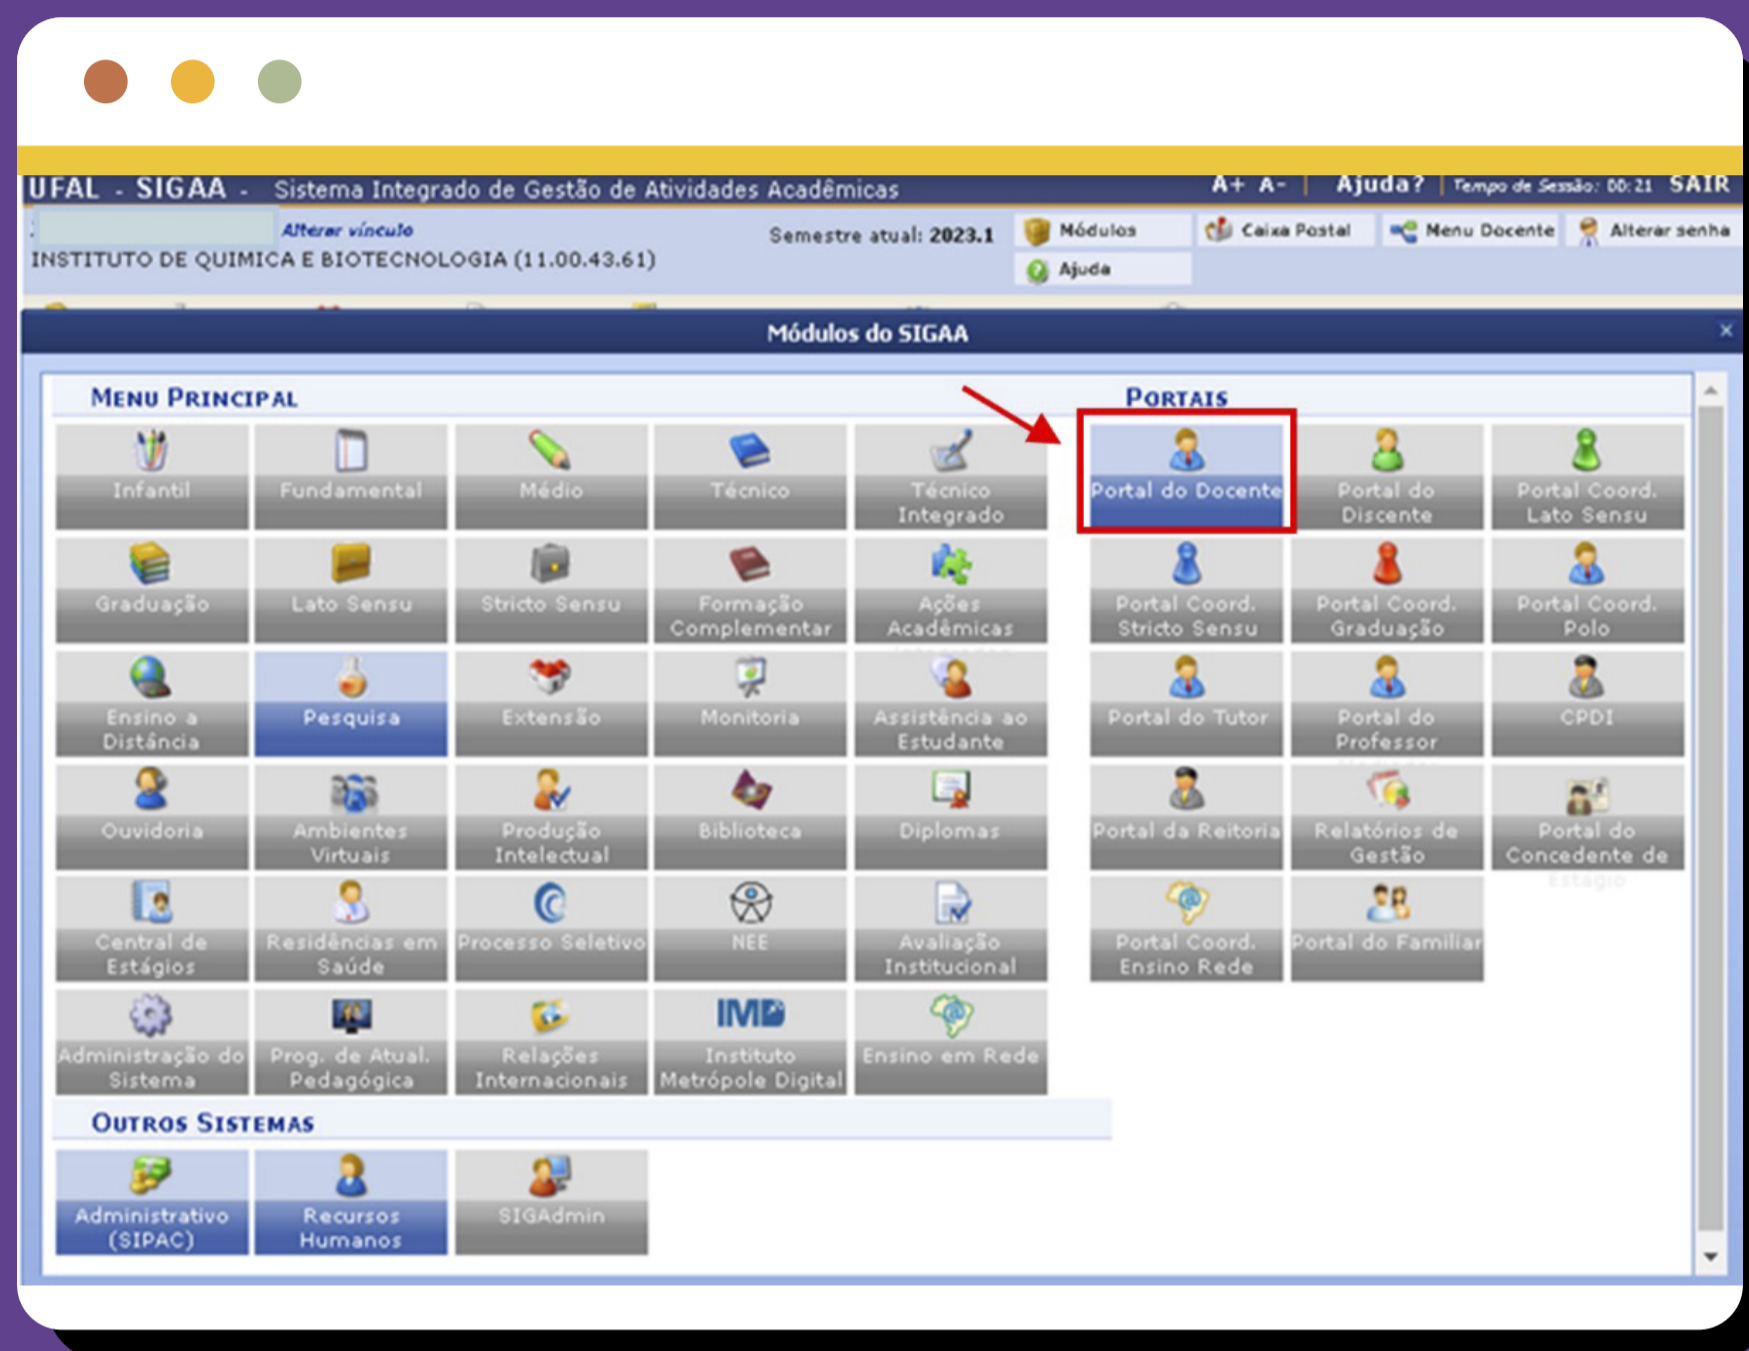 UFAL - SIGAA - Sistema Integrado de Gestão de Atividades Acadêmicas
A+ A- | Ajuda? | Tempo de Sessão: 00:21 SAIR
Alterar vínculo
Semestre atual: 2023.1
Módulos
Caixa Postal
Menu Docente
Alterar senha
INSTITUTO DE QUIMICA E BIOTECNOLOGIA (11.00.43.61)
Ajuda
Módulos do SIGAA
MENU PRINCIPAL
Infantil
Fundamental
Médio
Técnico
Técnico
Integrado
Graduação
Lato Sensu
Stricto Sensu
Formação
Complementar
Ações
Acadêmicas
Ensino a
Distância
Pesquisa
Extensão
Monitoria
Assistência ao
Estudante
Ouvidoria
Ambientes
Virtuais
Produção
Intelectual
Biblioteca
Diplomas
Central de
Estágios
Residências em
Saúde
Processo Seletivo
NEE
Avaliação
Institucional
Administração do
Sistema
Prog. de Atual.
Pedagógica
Relações
Internacionais
IMD
Instituto
Metrópole Digital
Ensino em Rede
PORTAIS
Portal do Docente
Portal do
Discente
Portal Coord.
Lato Sensu
Portal Coord.
Stricto Sensu
Portal Coord.
Graduação
Portal Coord.
Polo
Portal do Tutor
Portal do
Professor
CPDI
Portal da Reitoria
Relatórios de
Gestão
Portal do
Concedente de
Estágio
Portal Coord.
Ensino Rede
Portal do Familiar
OUTROS SISTEMAS
Administrativo
(SIPAC)
Recursos
Humanos
SIGAdmin